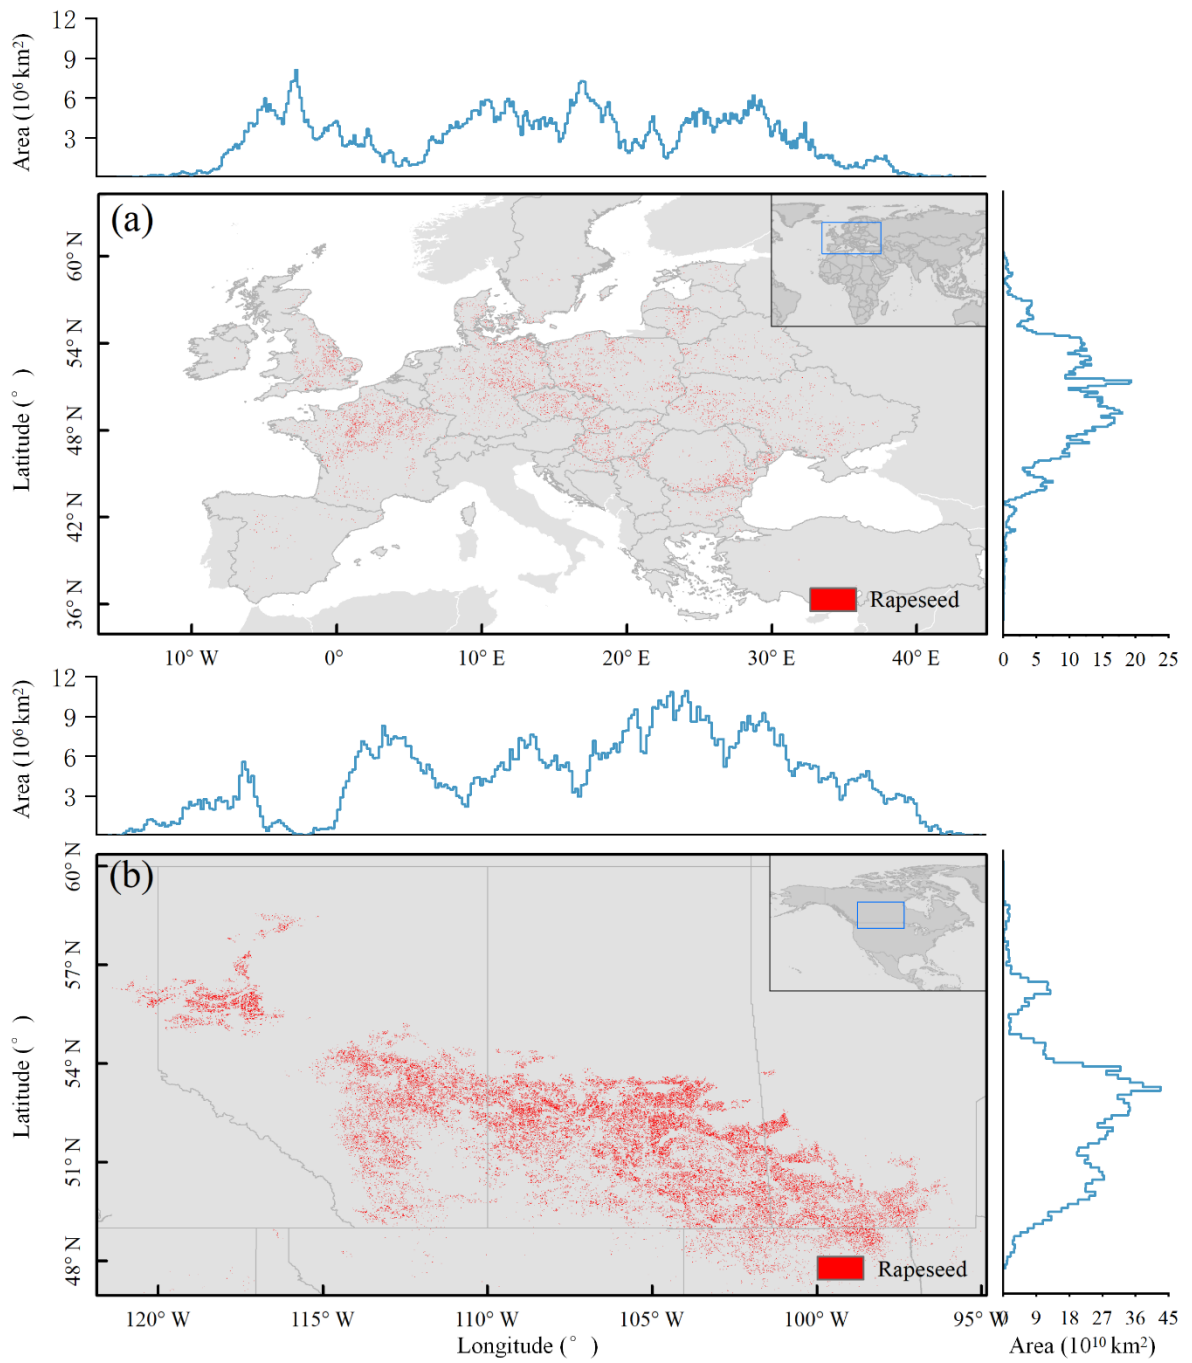 12
9
6
3
Area (10⁶ km²)
(a)
60° N
54° N
48° N
42° N
36° N
Latitude (° )
Rapeseed
10° W
0°
10° E
20° E
30° E
40° E
0
5
10
15
20
25
12
9
6
3
Area (10⁶ km²)
(b)
60° N
57° N
54° N
51° N
48° N
Latitude (° )
Rapeseed
120° W
115° W
110° W
105° W
100° W
95° W
0
9
18
27
36
45
Longitude (° )
Area (10¹⁰ km²)